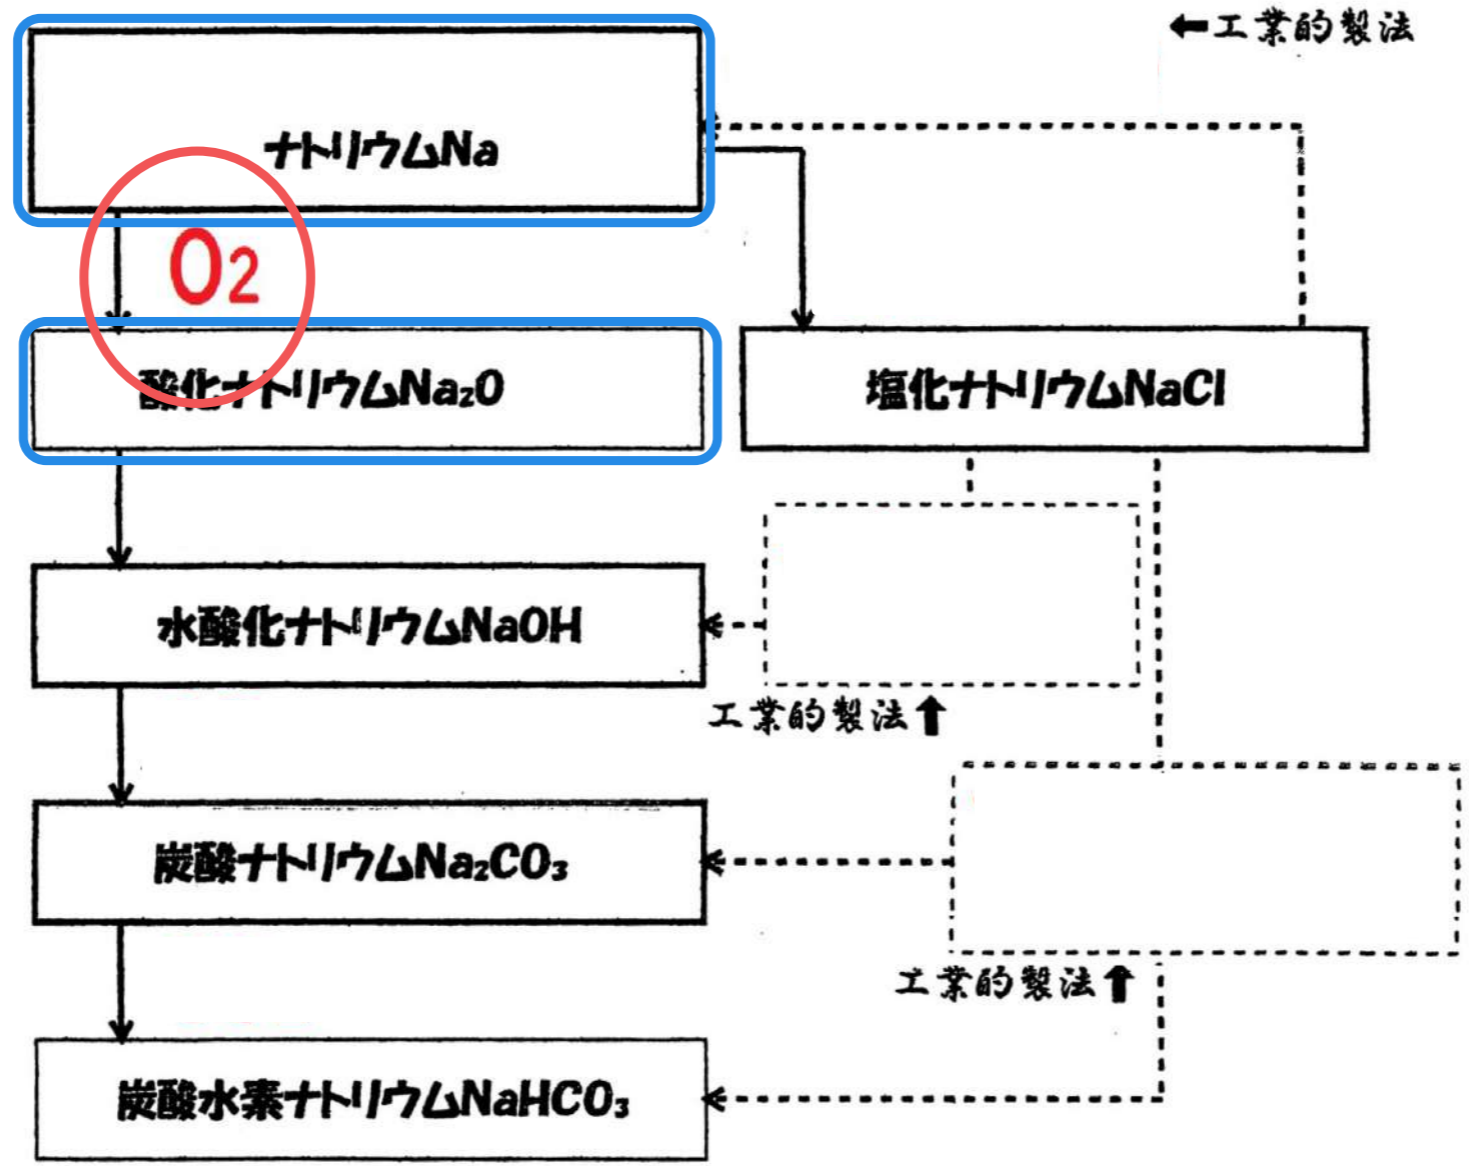 ←工業的製法
ナトリウムNa
O₂
酸化ナトリウムNa₂O
塩化ナトリウムNaCl
水酸化ナトリウムNaOH
工業的製法↑
炭酸ナトリウムNa₂CO₃
工業的製法↑
炭酸水素ナトリウムNaHCO₃